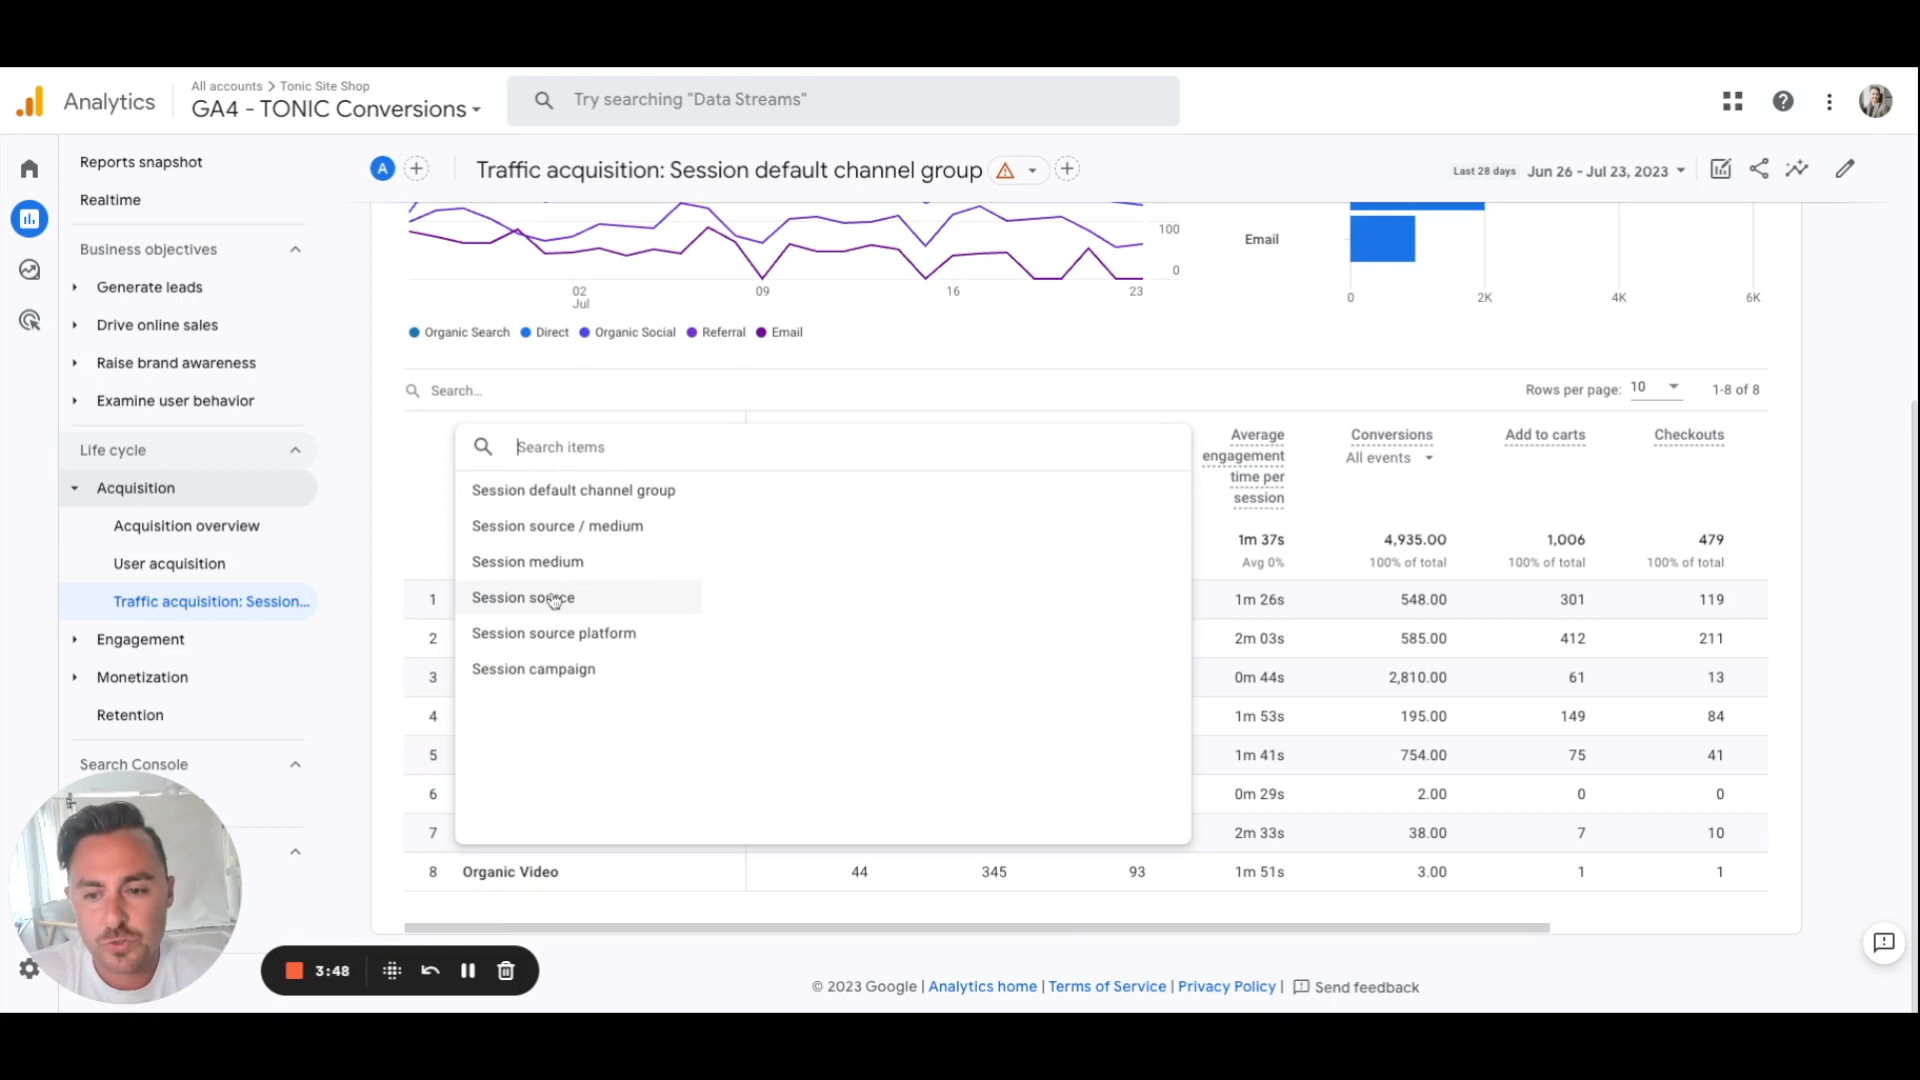 Analytics
All accounts > Tonic Site Shop
GA4 - TONIC Conversions
Try searching "Data Streams"
Reports snapshot
Realtime
Business objectives
Generate leads
Drive online sales
Raise brand awareness
Examine user behavior
Life cycle
Acquisition
Acquisition overview
User acquisition
Traffic acquisition: Session...
Engagement
Monetization
Retention
Search Console
A
Traffic acquisition: Session default channel group
Last 28 days Jun 26 - Jul 23, 2023
100
0
02
Jul
09
16
23
Organic Search Direct Organic Social Referral Email
Email
0 2K 4K 6K
Search...
Rows per page: 10 1-8 of 8
Search items
Session default channel group
Session source / medium
Session medium
Session source
Session source platform
Session campaign
Average
engagement
time per
session
Conversions
All events
Add to carts
Checkouts
1m 37s 4,935.00 1,006 479
Avg 0% 100% of total 100% of total 100% of total
1 1m 26s 548.00 301 119
2 2m 03s 585.00 412 211
3 0m 44s 2,810.00 61 13
4 1m 53s 195.00 149 84
5 1m 41s 754.00 75 41
6 0m 29s 2.00 0 0
7 2m 33s 38.00 7 10
8 Organic Video 44 345 93 1m 51s 3.00 1 1
3:48
© 2023 Google | Analytics home | Terms of Service | Privacy Policy | Send feedback